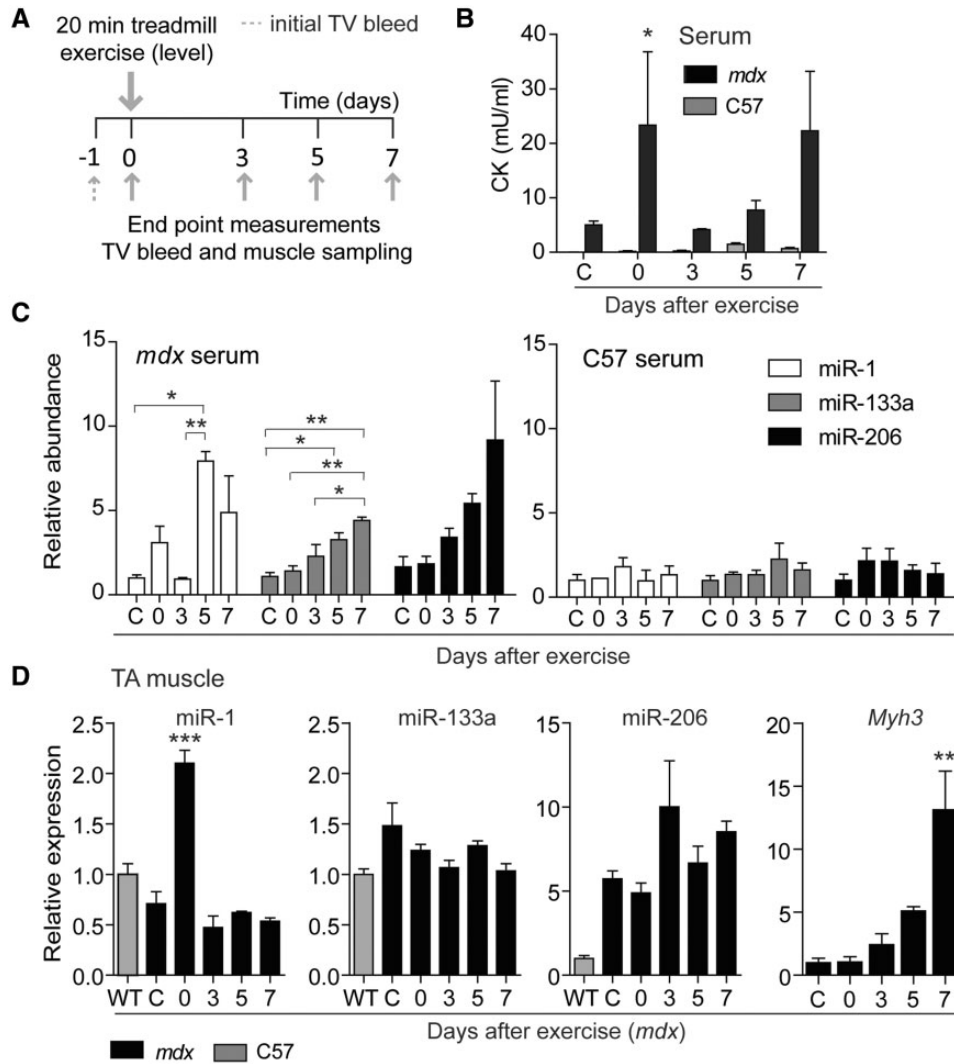 A
20 min treadmill
exercise (level)
initial TV bleed
Time (days)
-1 0 3 5 7
End point measurements
TV bleed and muscle sampling
B
Serum
mdx
C57
*
CK (mU/ml)
40
30
20
10
0
C 0 3 5 7
Days after exercise
C
mdx serum
Relative abundance
15
10
5
0
*
**
**
*
**
*
C 0 3 5 7 C 0 3 5 7 C 0 3 5 7
C57 serum
miR-1
miR-133a
miR-206
15
10
5
0
C 0 3 5 7 C 0 3 5 7 C 0 3 5 7
Days after exercise
D
TA muscle
Relative expression
miR-1
***
2.5
2.0
1.5
1.0
0.5
0.0
WT C 0 3 5 7
miR-133a
2.5
2.0
1.5
1.0
0.5
0.0
WT C 0 3 5 7
miR-206
15
10
5
0
WT C 0 3 5 7
Myh3
**
20
15
10
5
0
C 0 3 5 7
Days after exercise (mdx)
mdx C57